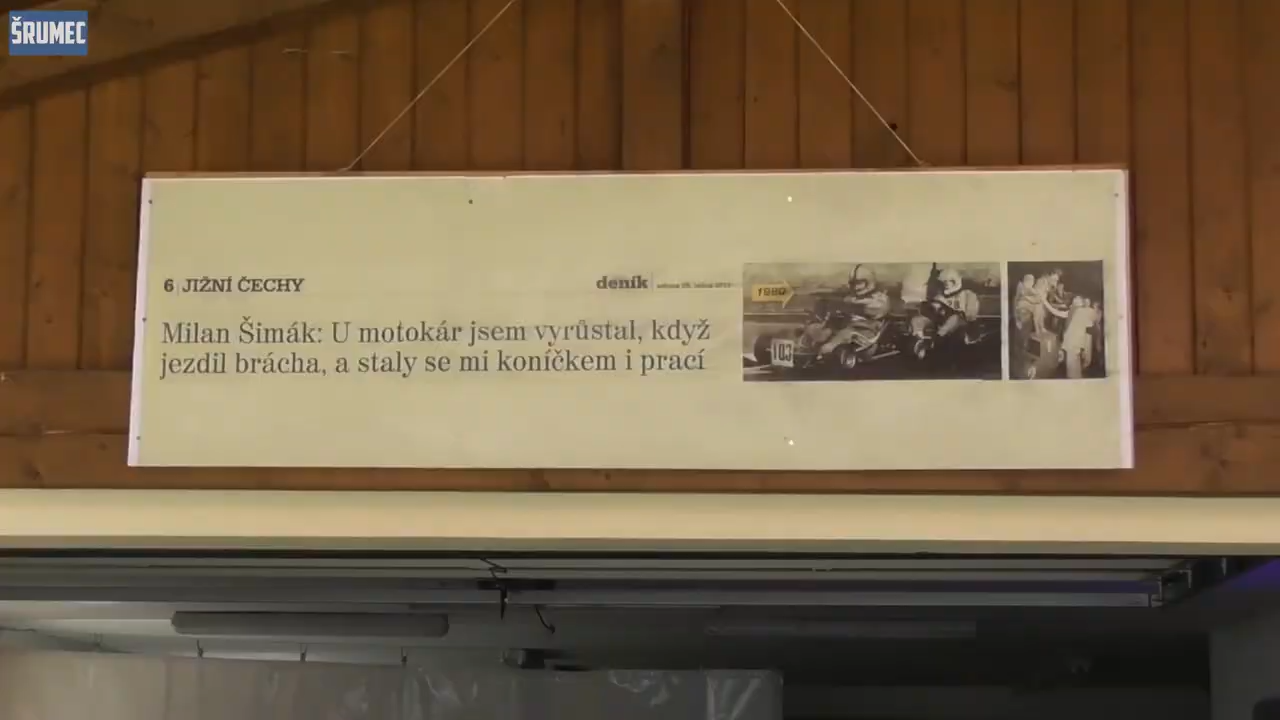 ŠRUMEC
6 JIŽNÍ ČECHY
deník
Milan Šimák: U motokár jsem vyrůstal, když
jezdil brácha, a staly se mi koníčkem i prací
1980
103
2